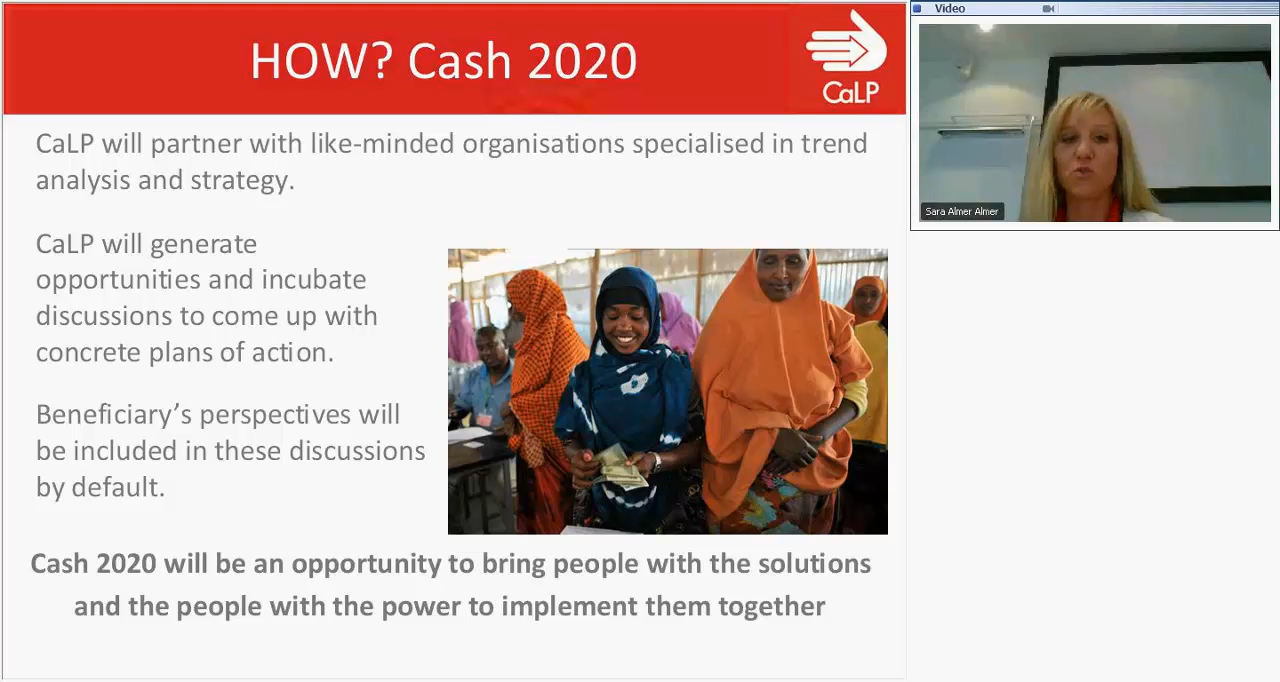 HOW? Cash 2020
CaLP
CaLP will partner with like-minded organisations specialised in trend
analysis and strategy.
CaLP will generate
opportunities and incubate
discussions to come up with
concrete plans of action.
Beneficiary's perspectives will
be included in these discussions
by default.
Cash 2020 will be an opportunity to bring people with the solutions
and the people with the power to implement them together
Video
Sara Almer Almer